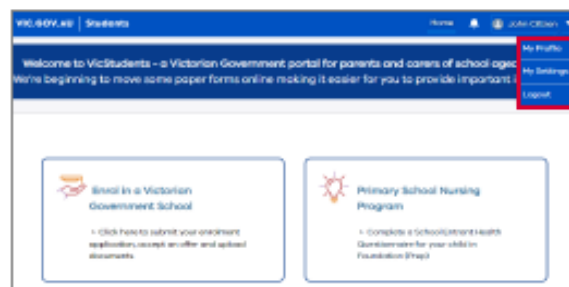 VIC.GOV.AU | Students
Home
John Citizen
My Profile
My Settings
Logout
Welcome to VicStudents – a Victorian Government portal for parents and carers of school aged
We're beginning to move some paper forms online making it easier for you to provide important
Enrol in a Victorian
Government School
Click here to submit your enrolment
application, accept an offer and upload
documents.
Primary School Nursing
Program
Complete a School Entrant Health
Questionnaire for your child in
Foundation (Prep)